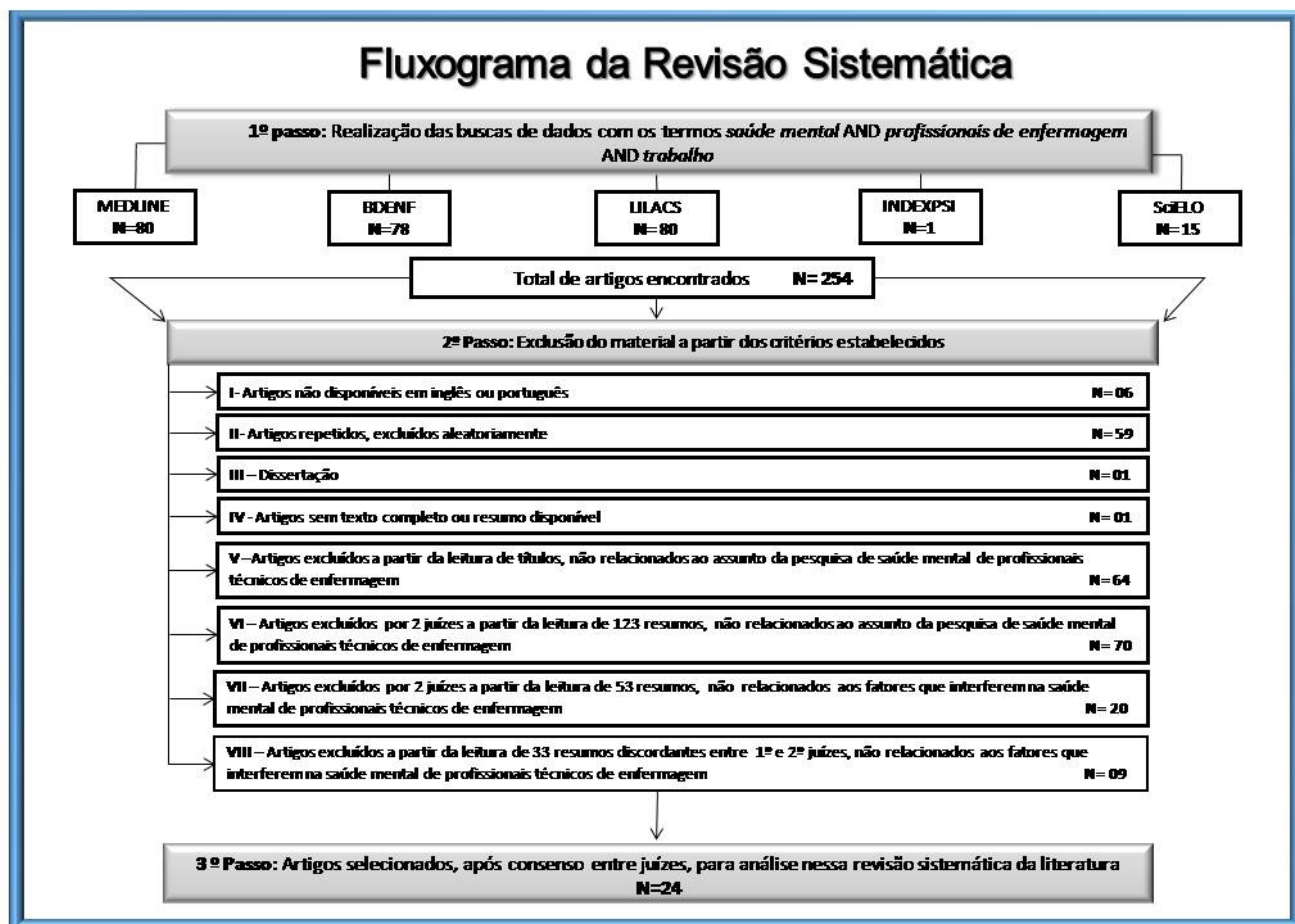 Fluxograma da Revisão Sistemática
1º passo: Realização das buscas de dados com os termos saúde mental AND profissionais de enfermagem
AND trabalho
MEDLINE
N=80
BDENF
N=78
LILACS
N=80
INDEXPSI
N=1
SciELO
N=15
Total de artigos encontrados N= 254
2º Passo: Exclusão do material a partir dos critérios estabelecidos
I- Artigos não disponíveis em inglês ou português N= 06
II- Artigos repetidos, excluídos aleatoriamente N= 59
III – Dissertação N= 01
IV - Artigos sem texto completo ou resumo disponível N= 01
V – Artigos excluídos a partir da leitura de títulos, não relacionados ao assunto da pesquisa de saúde mental de profissionais
técnicos de enfermagem N= 64
VI – Artigos excluídos por 2 juízes a partir da leitura de 123 resumos, não relacionados ao assunto da pesquisa de saúde mental
de profissionais técnicos de enfermagem N= 70
VII – Artigos excluídos por 2 juízes a partir da leitura de 53 resumos, não relacionados aos fatores que interferem na saúde
mental de profissionais técnicos de enfermagem N= 20
VIII – Artigos excluídos a partir da leitura de 33 resumos discordantes entre 1º e 2º juízes, não relacionados aos fatores que
interferem na saúde mental de profissionais técnicos de enfermagem N= 09
3 º Passo: Artigos selecionados, após consenso entre juízes, para análise nessa revisão sistemática da literatura
N=24